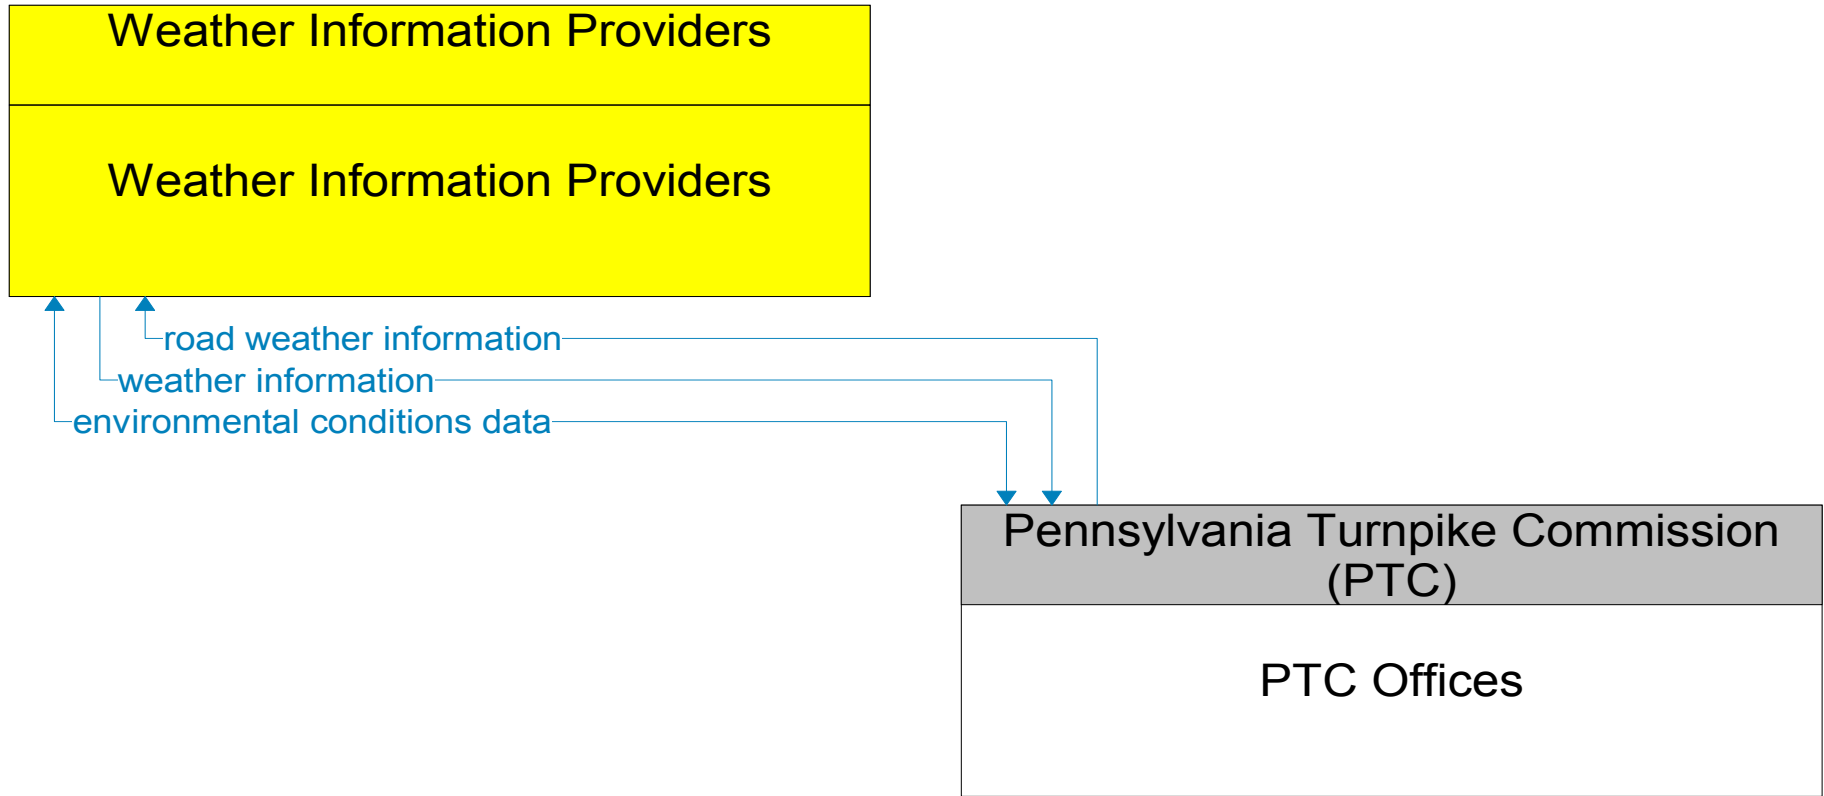 Weather Information Providers
Weather Information Providers
road weather information
weather information
environmental conditions data
Pennsylvania Turnpike Commission
(PTC)
PTC Offices